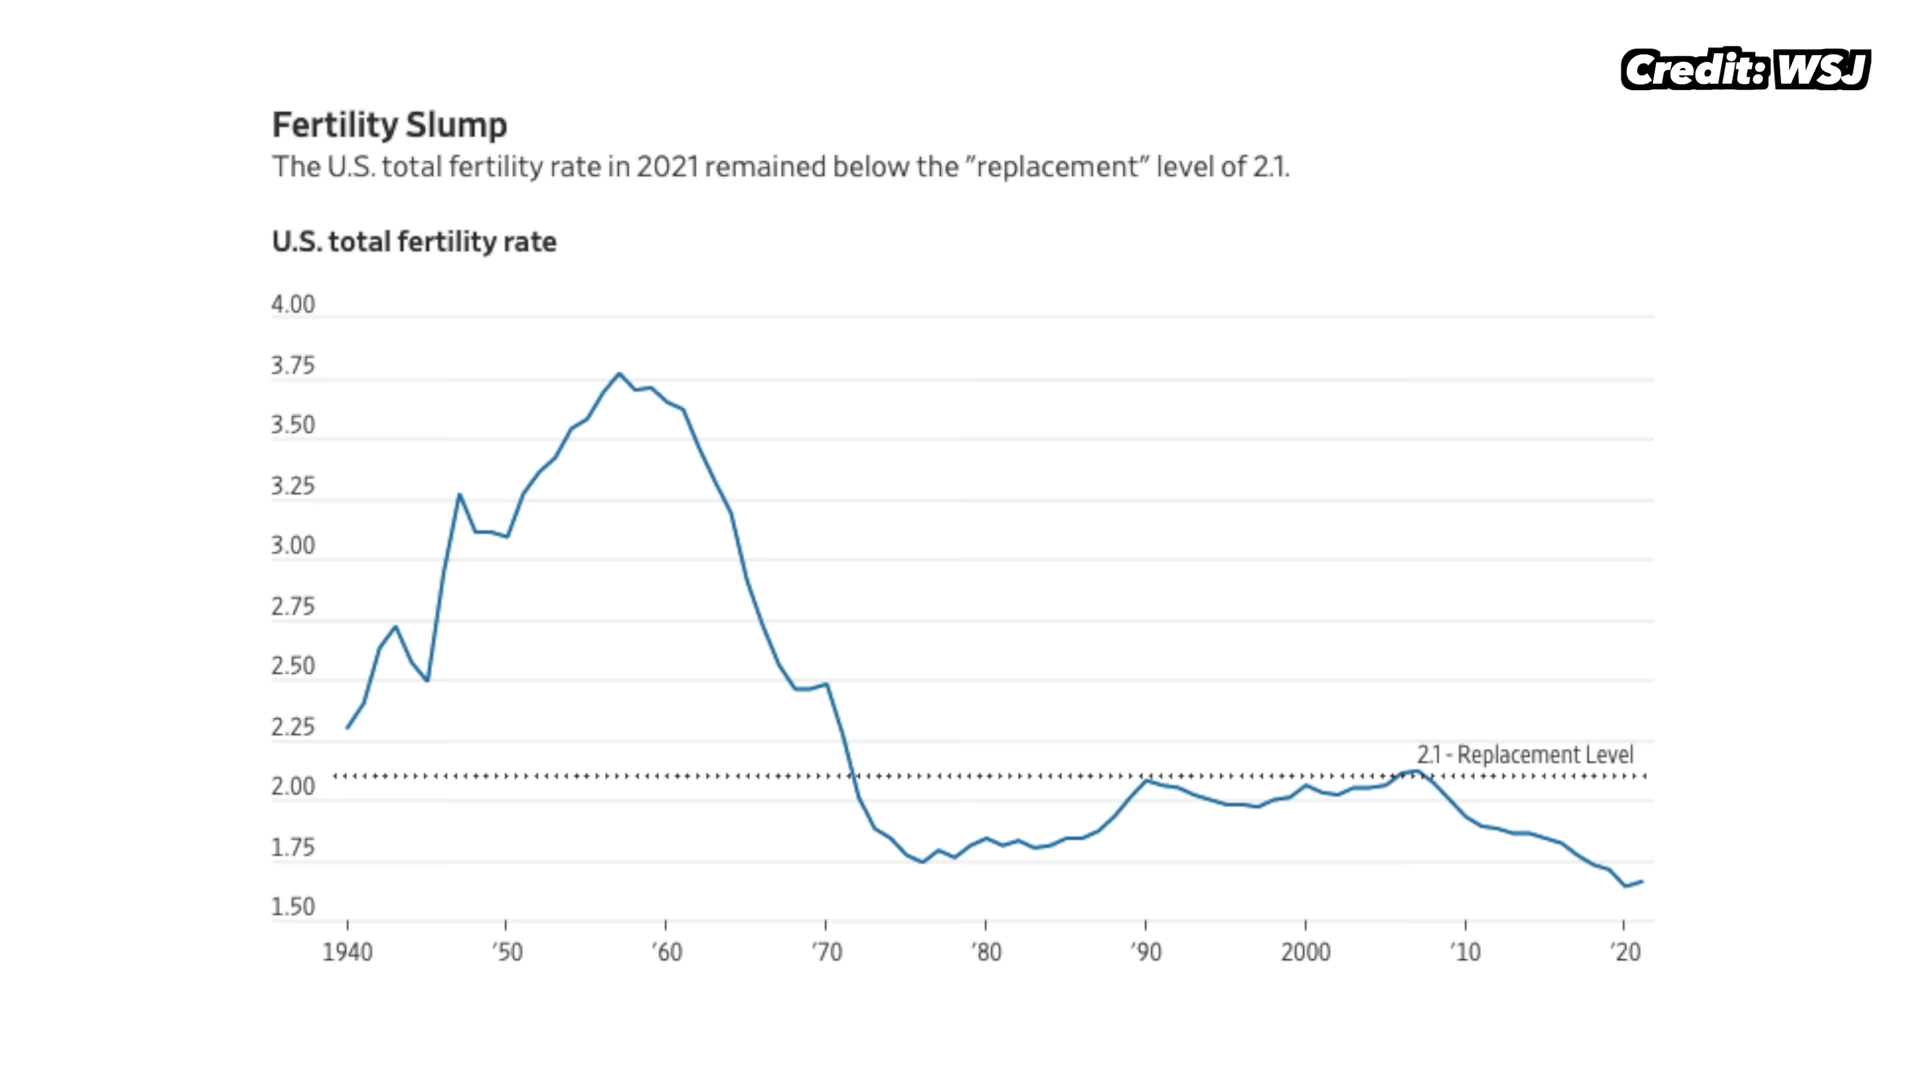 Credit: WSJ
Fertility Slump
The U.S. total fertility rate in 2021 remained below the "replacement" level of 2.1.
U.S. total fertility rate
4.00
3.75
3.50
3.25
3.00
2.75
2.50
2.25
2.1 - Replacement Level
2.00
1.75
1.50
1940 '50 '60 '70 '80 '90 2000 '10 '20